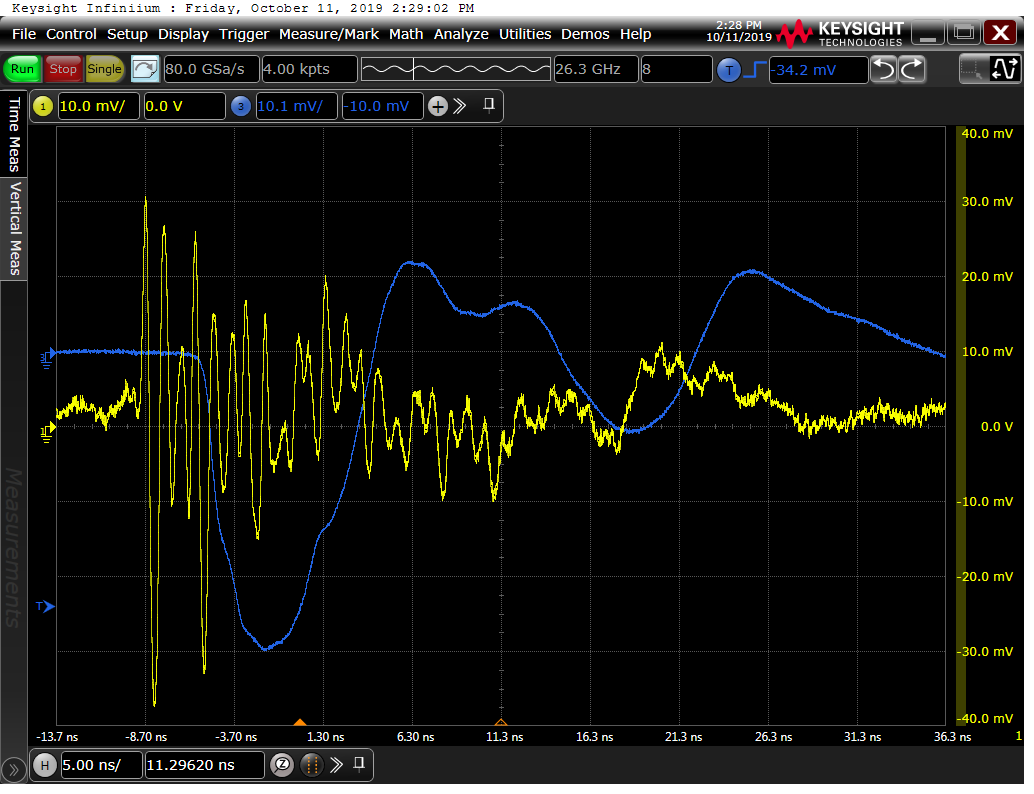 Keysight Infiniium : Friday, October 11, 2019 2:29:02 PM
File Control Setup Display Trigger Measure/Mark Math Analyze Utilities Demos Help
2:28 PM
10/11/2019
KEYSIGHT
TECHNOLOGIES
Run Stop Single 80.0 GSa/s 4.00 kpts 26.3 GHz 8 T -34.2 mV
1 10.0 mV/ 0.0 V 3 10.1 mV/ -10.0 mV
Time Meas
Vertical Meas
Measurements
40.0 mV
30.0 mV
20.0 mV
10.0 mV
0.0 V
-10.0 mV
-20.0 mV
-30.0 mV
-40.0 mV
3
1
T
-13.7 ns -8.70 ns -3.70 ns 1.30 ns 6.30 ns 11.3 ns 16.3 ns 21.3 ns 26.3 ns 31.3 ns 36.3 ns 1
H 5.00 ns/ 11.29620 ns